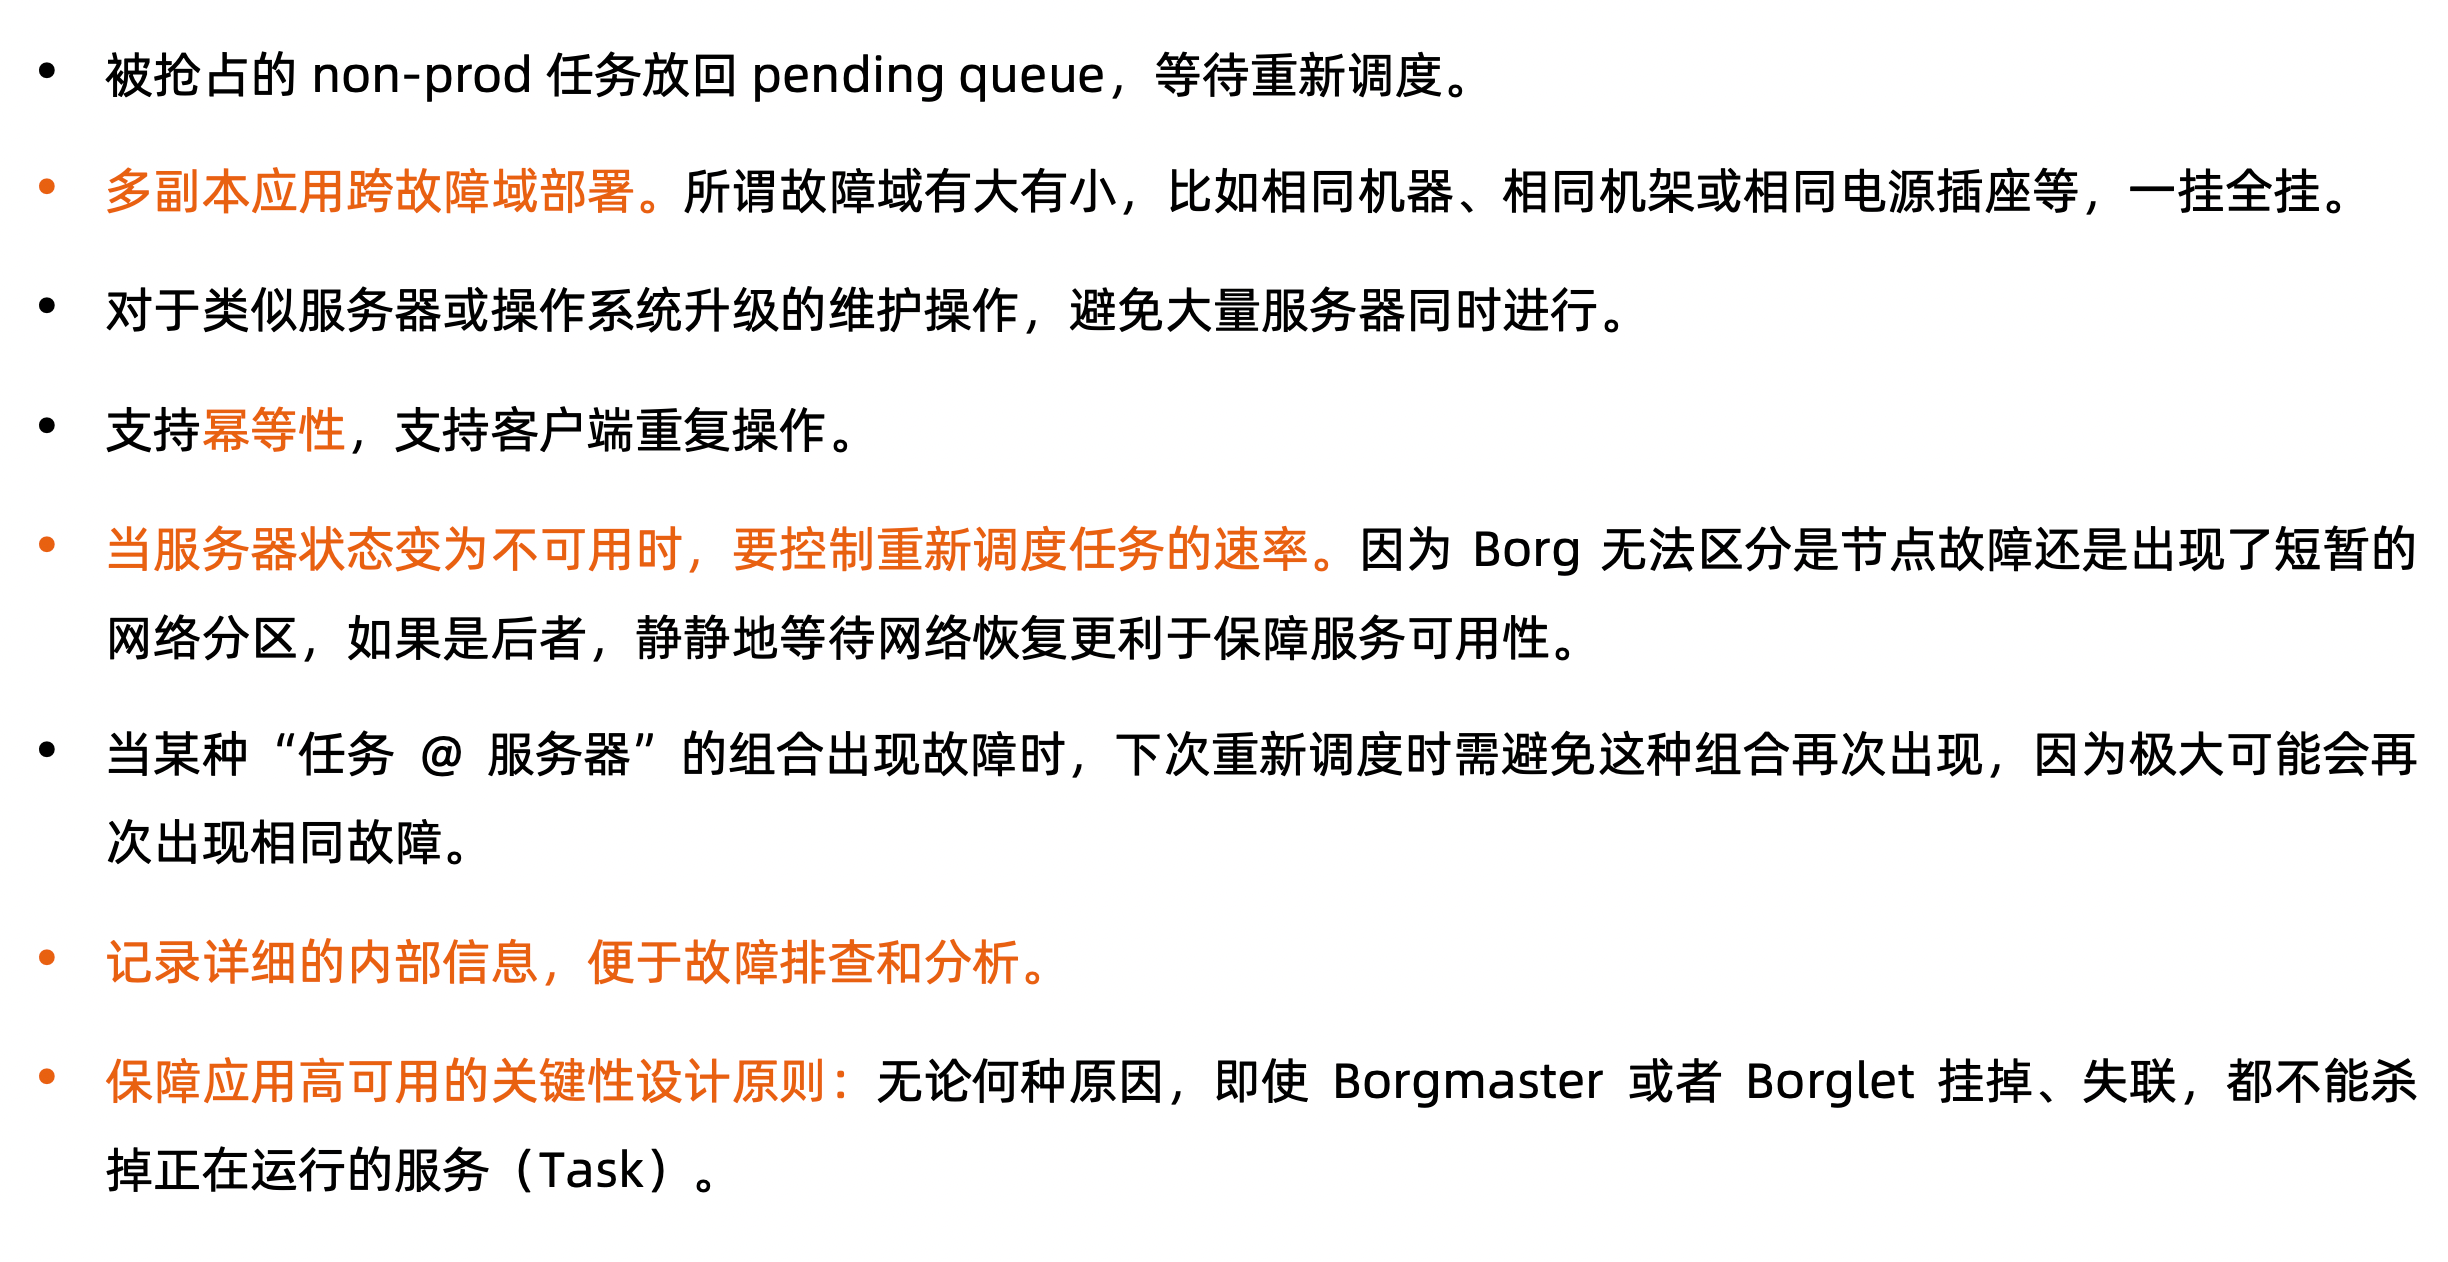 • 被抢占的 non-prod 任务放回 pending queue，等待重新调度。
• 多副本应用跨故障域部署。所谓故障域有大有小，比如相同机器、相同机架或相同电源插座等，一挂全挂。
• 对于类似服务器或操作系统升级的维护操作，避免大量服务器同时进行。
• 支持幂等性，支持客户端重复操作。
• 当服务器状态变为不可用时，要控制重新调度任务的速率。因为 Borg 无法区分是节点故障还是出现了短暂的
网络分区，如果是后者，静静地等待网络恢复更利于保障服务可用性。
• 当某种“任务 @ 服务器”的组合出现故障时，下次重新调度时需避免这种组合再次出现，因为极大可能会再
次出现相同故障。
• 记录详细的内部信息，便于故障排查和分析。
• 保障应用高可用的关键性设计原则：无论何种原因，即使 Borgmaster 或者 Borglet 挂掉、失联，都不能杀
掉正在运行的服务（Task）。